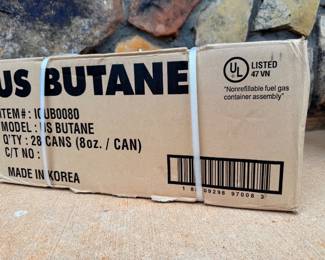 US BUTANE
ITEM#: IGUB0080
MODEL: US BUTANE
Q'TY: 28 CANS (8oz. / CAN)
C/T NO:
MADE IN KOREA
UL
LISTED
47 VN
"Nonrefillable fuel gas
container assembly"